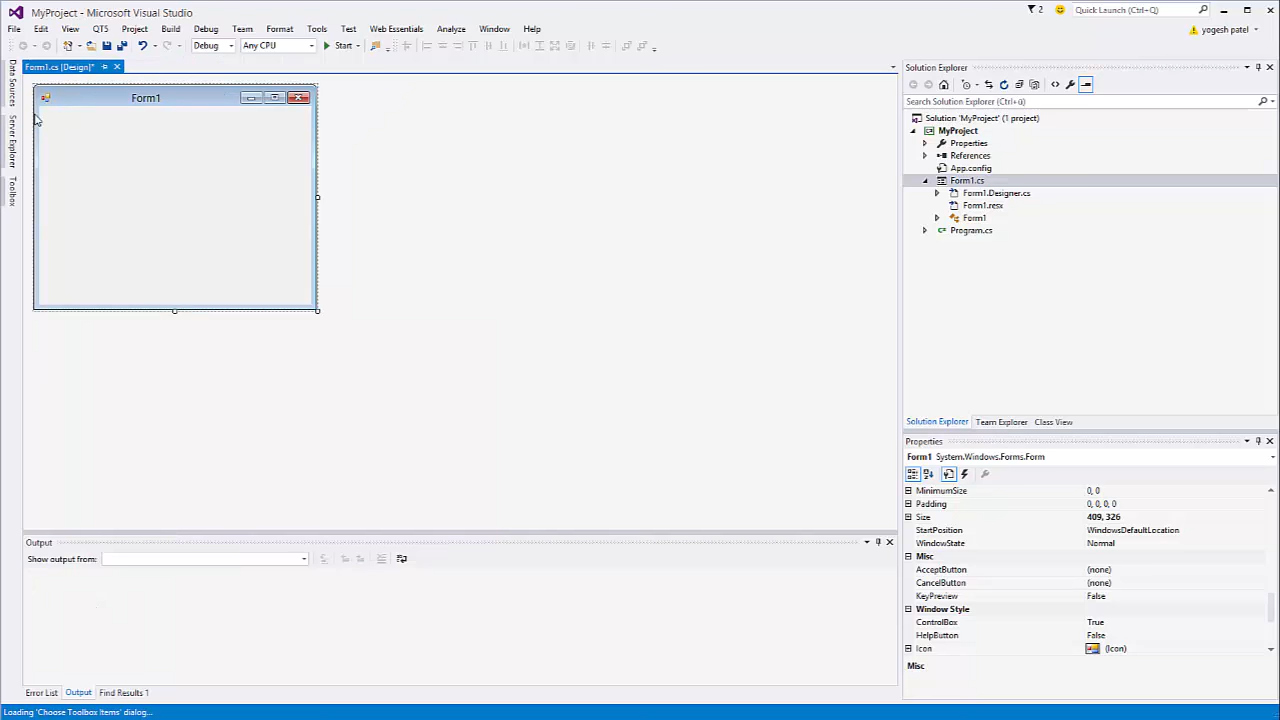 MyProject - Microsoft Visual Studio
2
Quick Launch (Ctrl+Q)
File Edit View QTS Project Build Debug Team Format Tools Test Web Essentials Analyze Window Help
yogesh patel
Debug Any CPU Start
Form1.cs [Design]*
Data Sources
Server Explorer
Toolbox
Form1
Solution Explorer
Search Solution Explorer (Ctrl+ü)
Solution 'MyProject' (1 project)
MyProject
Properties
References
App.config
Form1.cs
Form1.Designer.cs
Form1.resx
Form1
Program.cs
Solution Explorer Team Explorer Class View
Properties
Form1 System.Windows.Forms.Form
MinimumSize 0, 0
Padding 0, 0, 0, 0
Size 409, 326
StartPosition WindowsDefaultLocation
WindowState Normal
Misc
AcceptButton (none)
CancelButton (none)
KeyPreview False
Window Style
ControlBox True
HelpButton False
Icon (Icon)
Misc
Output
Show output from:
Error List Output Find Results 1
Loading 'Choose Toolbox Items' dialog...